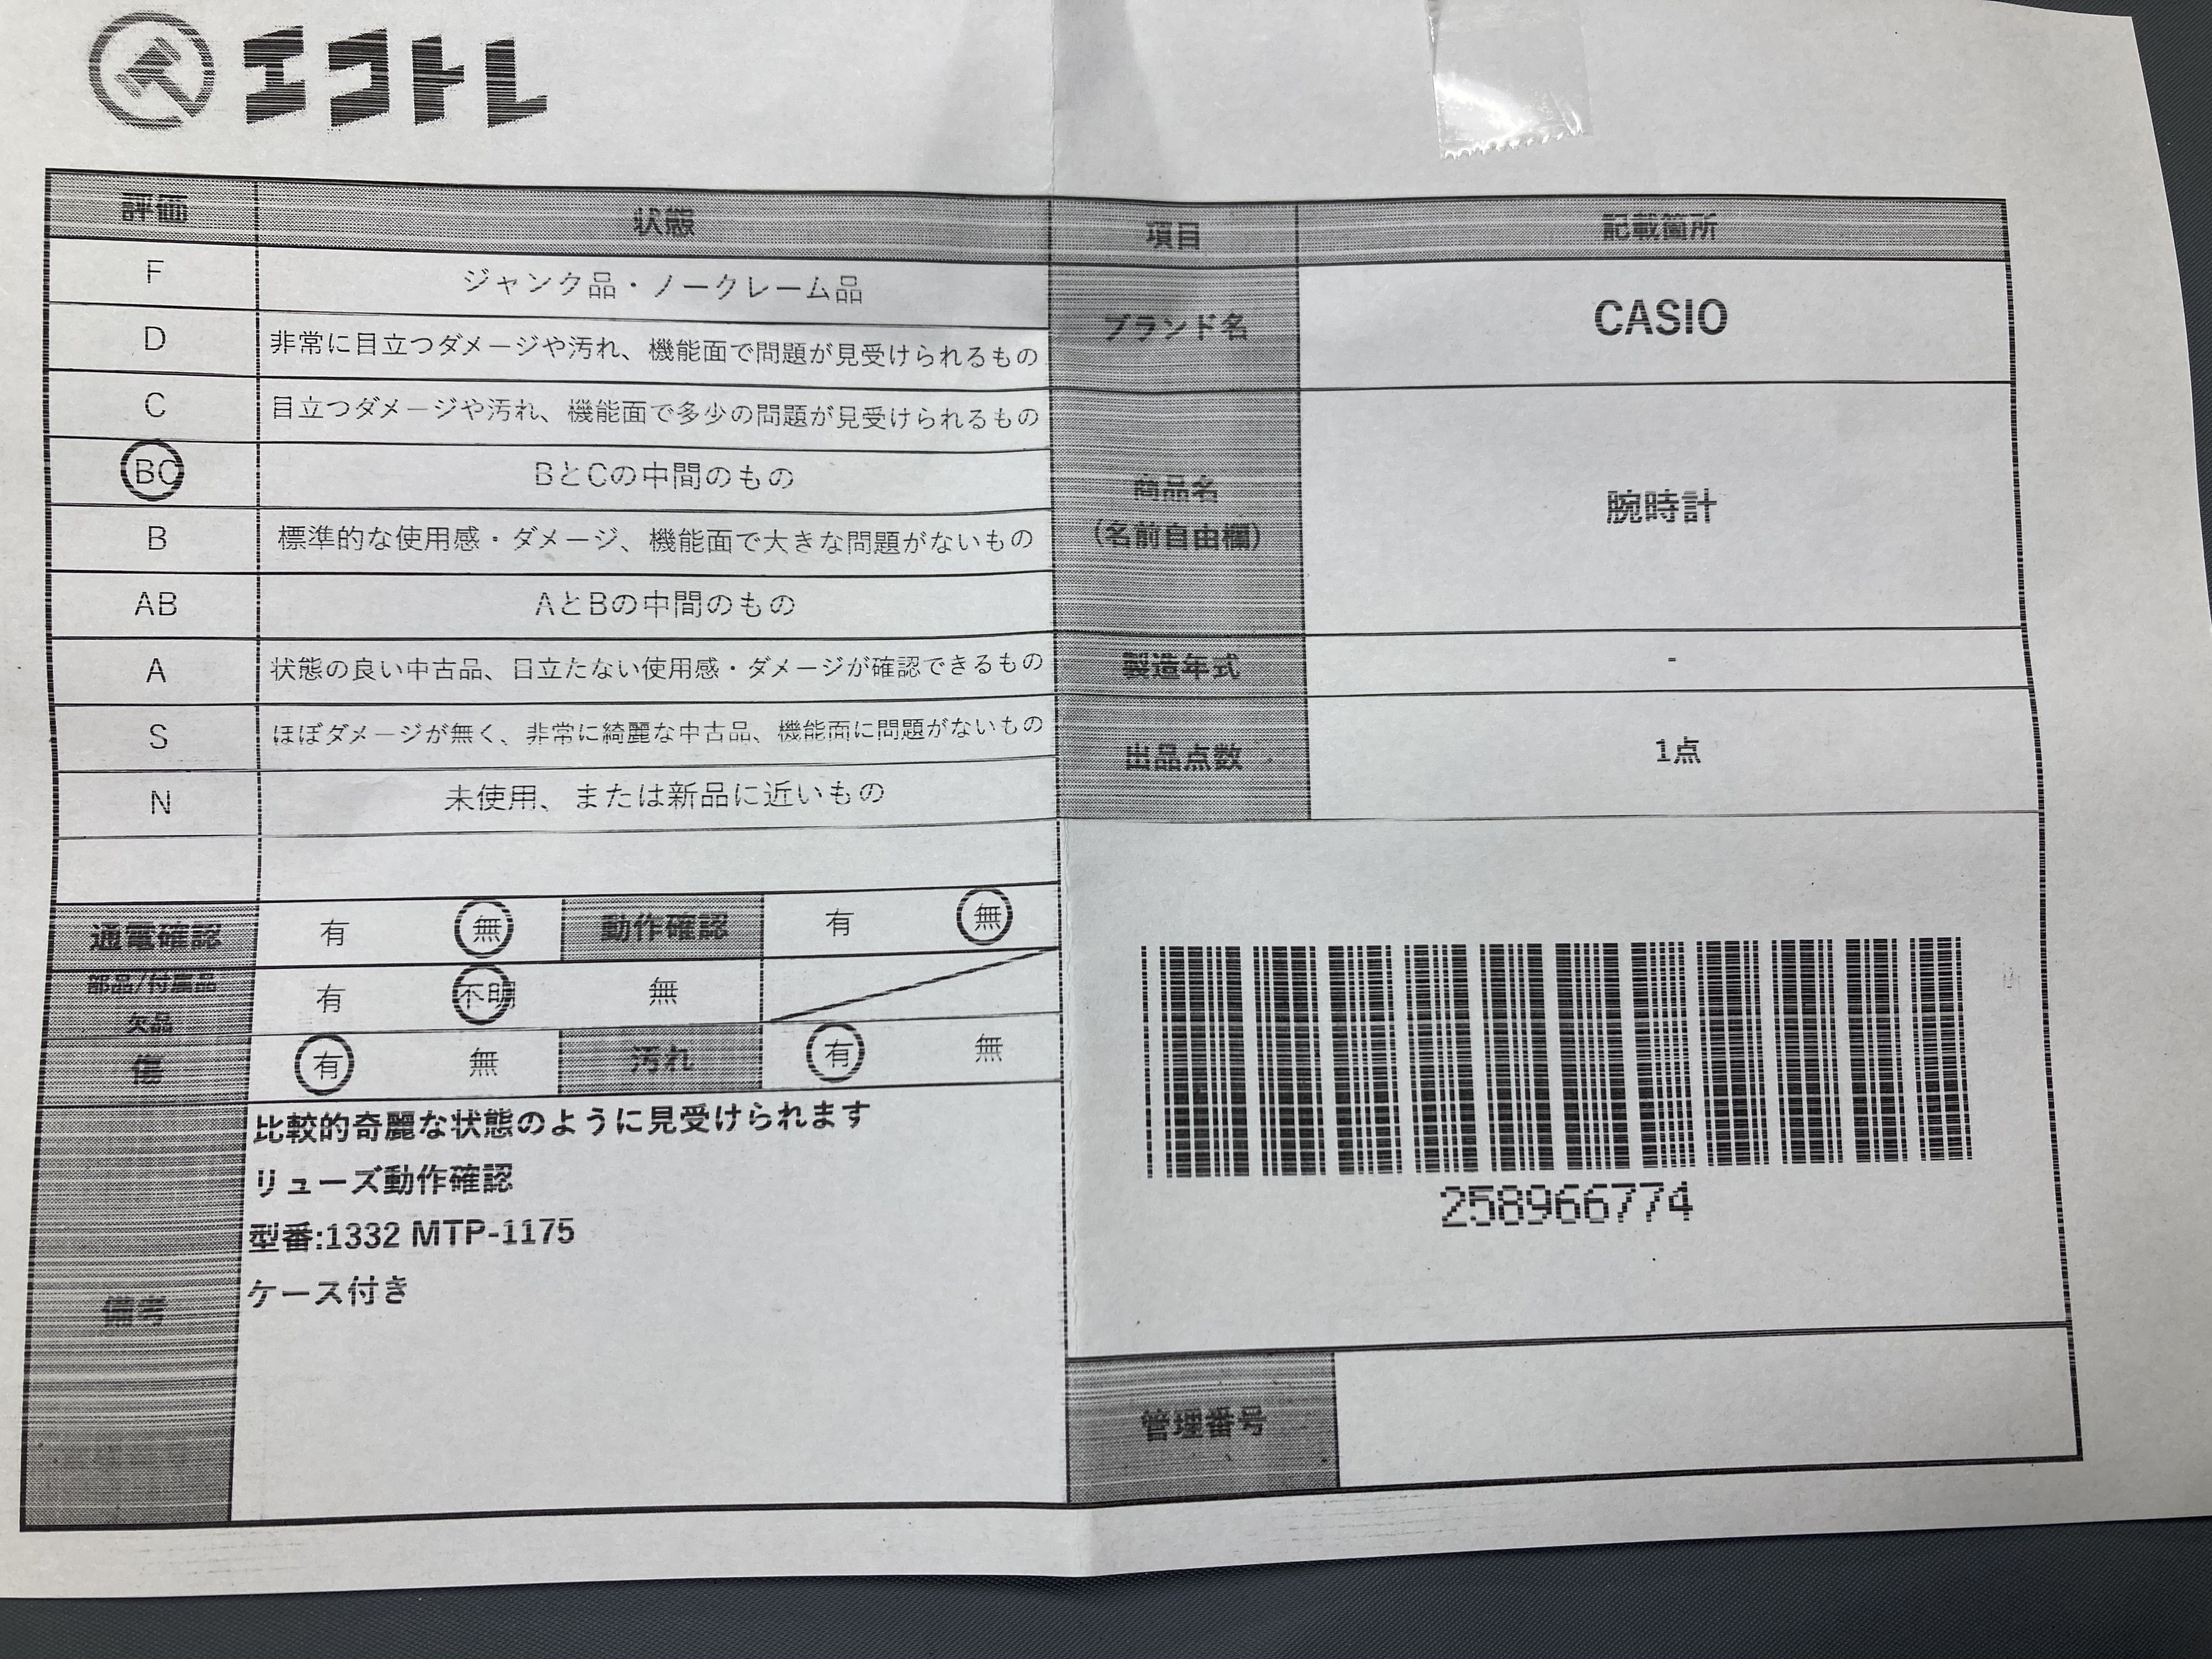 エコトレ
評価 状態
F ジャンク品・ノークレーム品
D 非常に目立つダメージや汚れ、機能面で問題が見受けられるもの
C 目立つダメージや汚れ、機能面で多少の問題が見受けられるもの
BC BとCの中間のもの
B 標準的な使用感・ダメージ、機能面で大きな問題がないもの
AB AとBの中間のもの
A 状態の良い中古品、目立たない使用感・ダメージが確認できるもの
S ほぼダメージが無く、非常に綺麗な中古品、機能面に問題がないもの
N 未使用、または新品に近いもの
通電確認 有 無 動作確認 有 無
部品/付属品
欠品 有 不明 無
傷 有 無 汚れ 有 無
備考
比較的奇麗な状態のように見受けられます
リューズ動作確認
型番:1332 MTP-1175
ケース付き
項目 記載箇所
ブランド名 CASIO
商品名
(名前自由欄) 腕時計
製造年式 -
出品点数 1点
258966774
管理番号